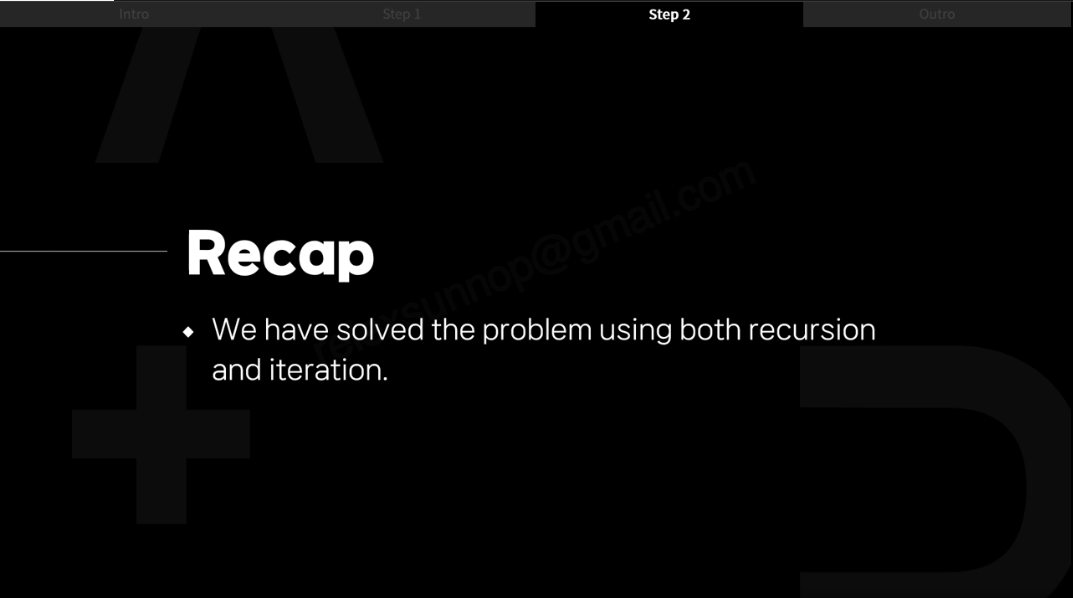 Intro
Step 1
Step 2
Outro
Recap
We have solved the problem using both recursion
and iteration.